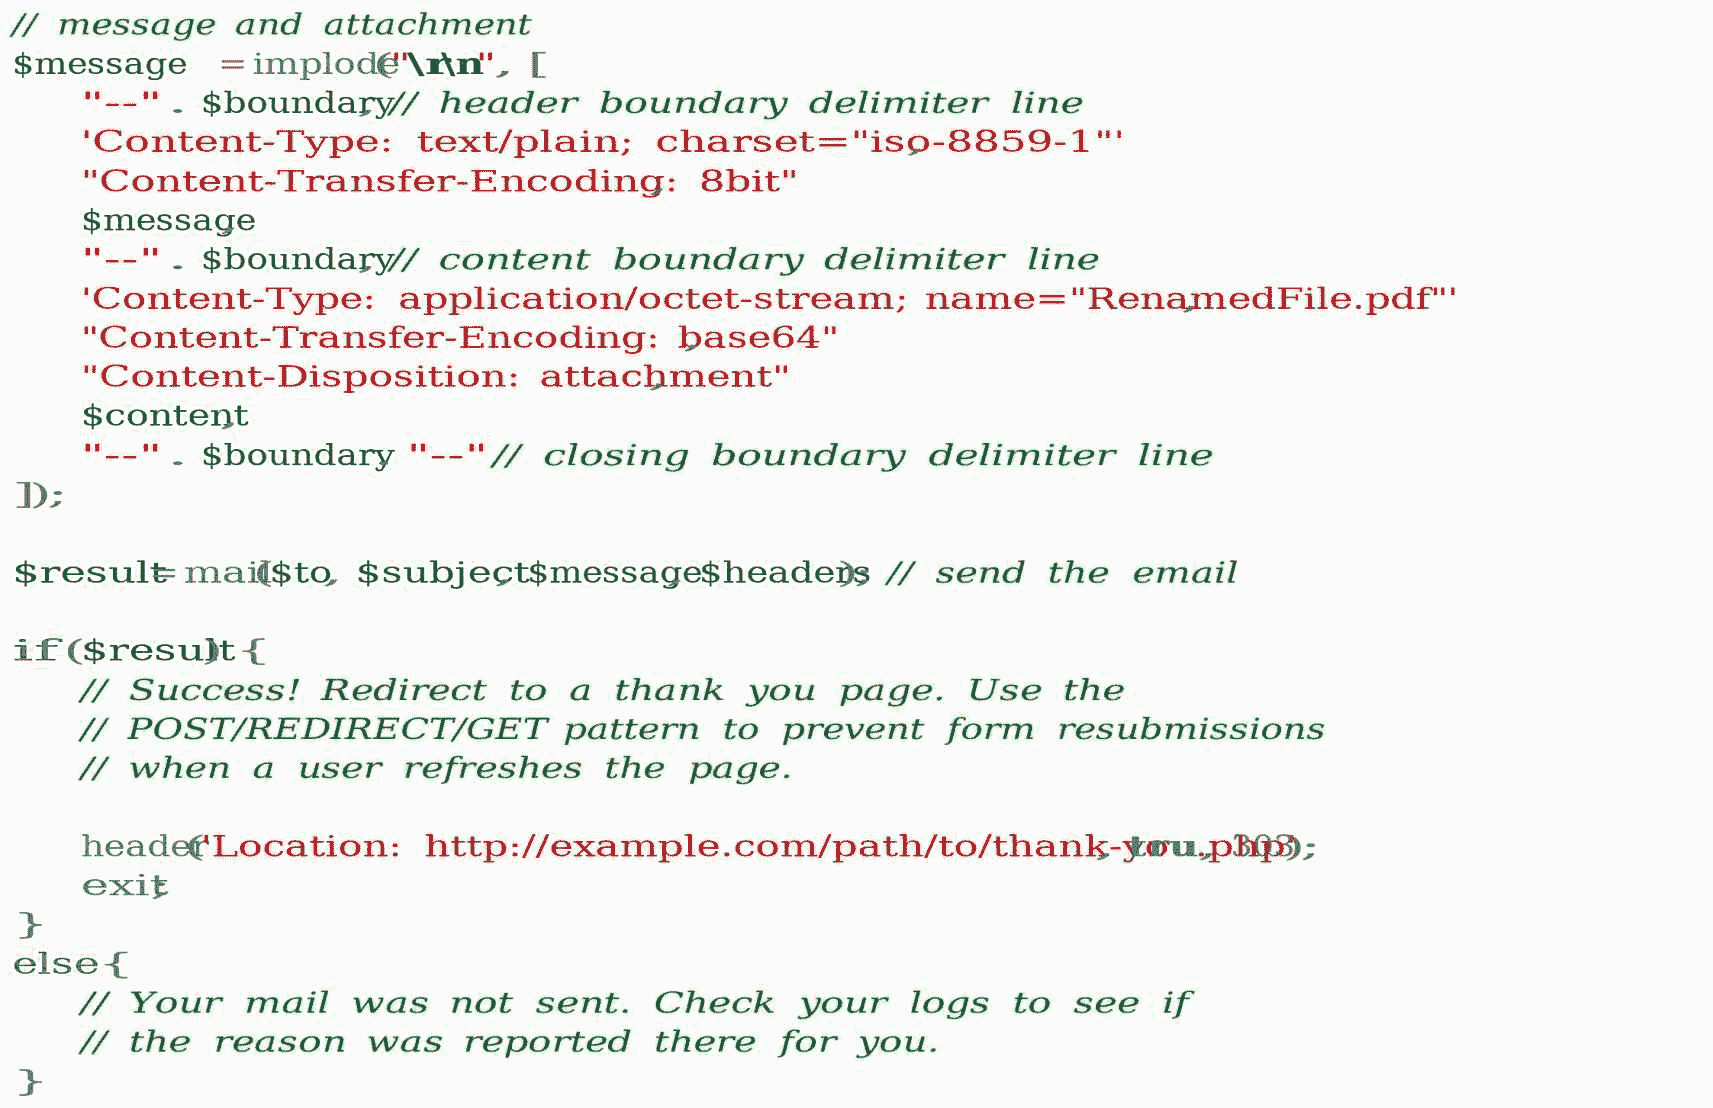 // message and attachment
$message = implode("\r\n", [
"--" . $boundary, // header boundary delimiter line
'Content-Type: text/plain; charset="iso-8859-1"',
"Content-Transfer-Encoding: 8bit",
$message,
"--" . $boundary, // content boundary delimiter line
'Content-Type: application/octet-stream; name="RenamedFile.pdf"',
"Content-Transfer-Encoding: base64",
"Content-Disposition: attachment",
$content,
"--" . $boundary . "--" // closing boundary delimiter line
]);
$result = mail($to, $subject, $message, $headers); // send the email
if($result){
// Success! Redirect to a thank you page. Use the
// POST/REDIRECT/GET pattern to prevent form resubmissions
// when a user refreshes the page.
header('Location: http://example.com/path/to/thank-you.php', true, 303);
exit;
}
else{
// Your mail was not sent. Check your logs to see if
// the reason was reported there for you.
}